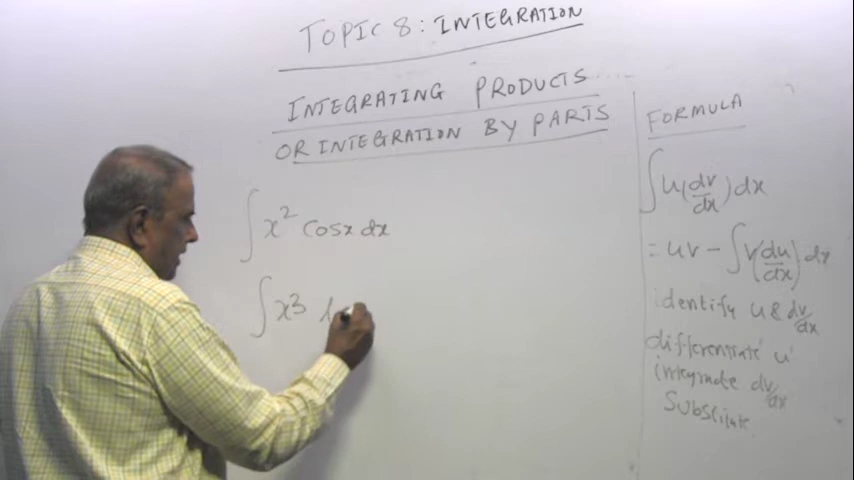 TOPIC 8: INTEGRATION
INTEGRATING PRODUCTS....
OR INTEGRATION BY PARTS
∫ x² cosx dx
∫ x³
FORMULA
∫ u(dv/dx) dx
= uv − ∫ v(du/dx) dx
identify u & dv/dx
differentiate 'u'
integrate dv/dx
Substitute